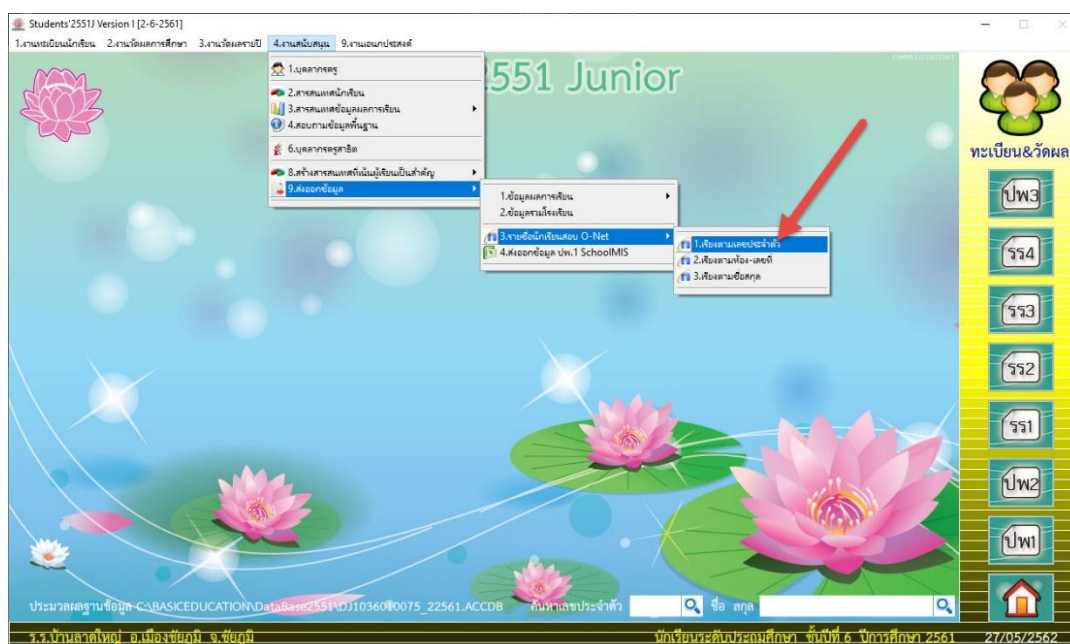 Students'2551J Version I [2-6-2561]
1.งานทะเบียนนักเรียน 2.งานวัดผลการศึกษา 3.งานวัดผลรายปี 4.งานสนับสนุน 9.งานเอนกประสงค์
2551 Junior
1.บุคลากรครู
2.สารสนเทศนักเรียน
3.สารสนเทศข้อมูลผลการเรียน
4.สอบถามข้อมูลพื้นฐาน
6.บุคลากรครูสาธิต
8.สร้างสารสนเทศที่เน้นผู้เรียนเป็นสำคัญ
9.ส่งออกข้อมูล
1.ข้อมูลผลการเรียน
2.ข้อมูลรวมโรงเรียน
3.รายชื่อนักเรียนสอบ O-Net
4.ส่งออกข้อมูล ปพ.1 SchoolMIS
1.เรียงตามเลขประจำตัว
2.เรียงตามห้อง-เลขที่
3.เรียงตามชื่อสกุล
ทะเบียน&วัดผล
ปพ3
รร4
รร3
รร2
รร1
ปพ2
ปพ1
ประมวลผลฐานข้อมูล C:\BASICEDUCATION\DataBase2551\DJ1036010075_22561.ACCDB ค้นหาเลขประจำตัว ชื่อ สกุล
ร.ร.บ้านลาดใหญ่ อ.เมืองชัยภูมิ จ.ชัยภูมิ นักเรียนระดับประถมศึกษา ชั้นปีที่ 6 ปีการศึกษา 2561 27/05/2562